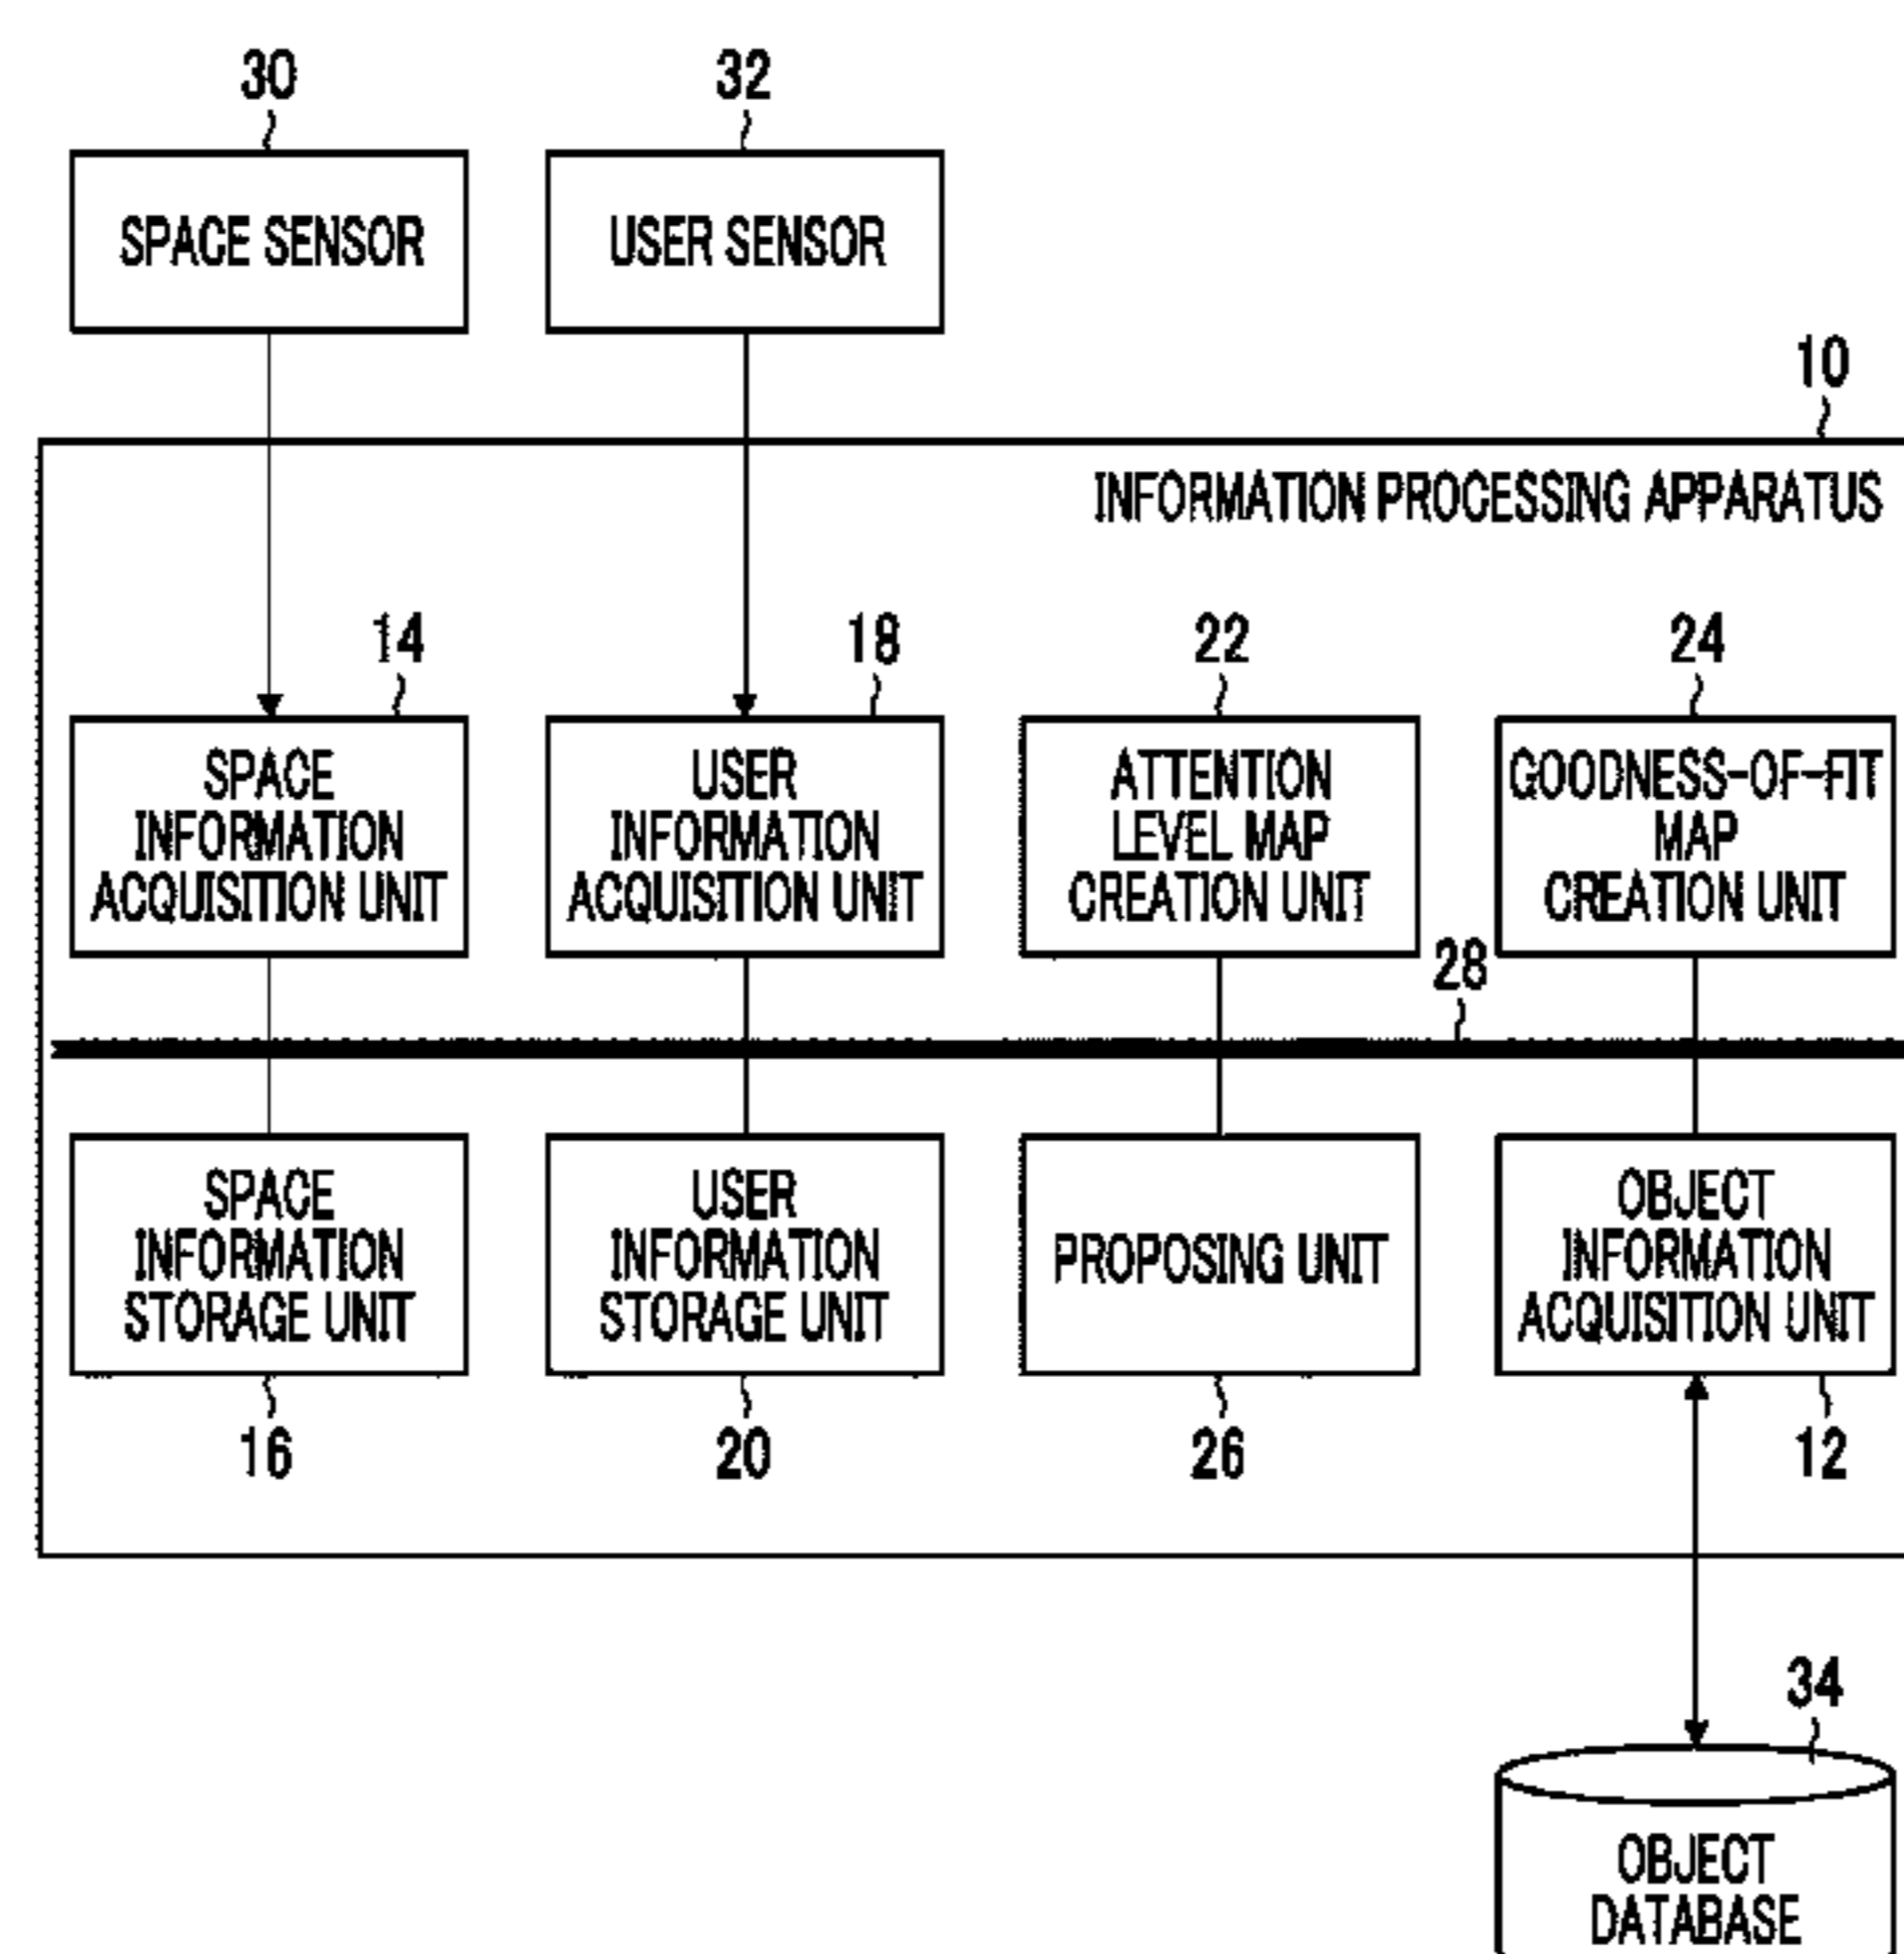 30
32
SPACE SENSOR
USER SENSOR
10
INFORMATION PROCESSING APPARATUS
14
18
22
24
SPACE
INFORMATION
ACQUISITION UNIT
USER
INFORMATION
ACQUISITION UNIT
ATTENTION
LEVEL MAP
CREATION UNIT
GOODNESS-OF-FIT
MAP
CREATION UNIT
28
SPACE
INFORMATION
STORAGE UNIT
USER
INFORMATION
STORAGE UNIT
PROPOSING UNIT
OBJECT
INFORMATION
ACQUISITION UNIT
16
20
26
12
34
OBJECT
DATABASE